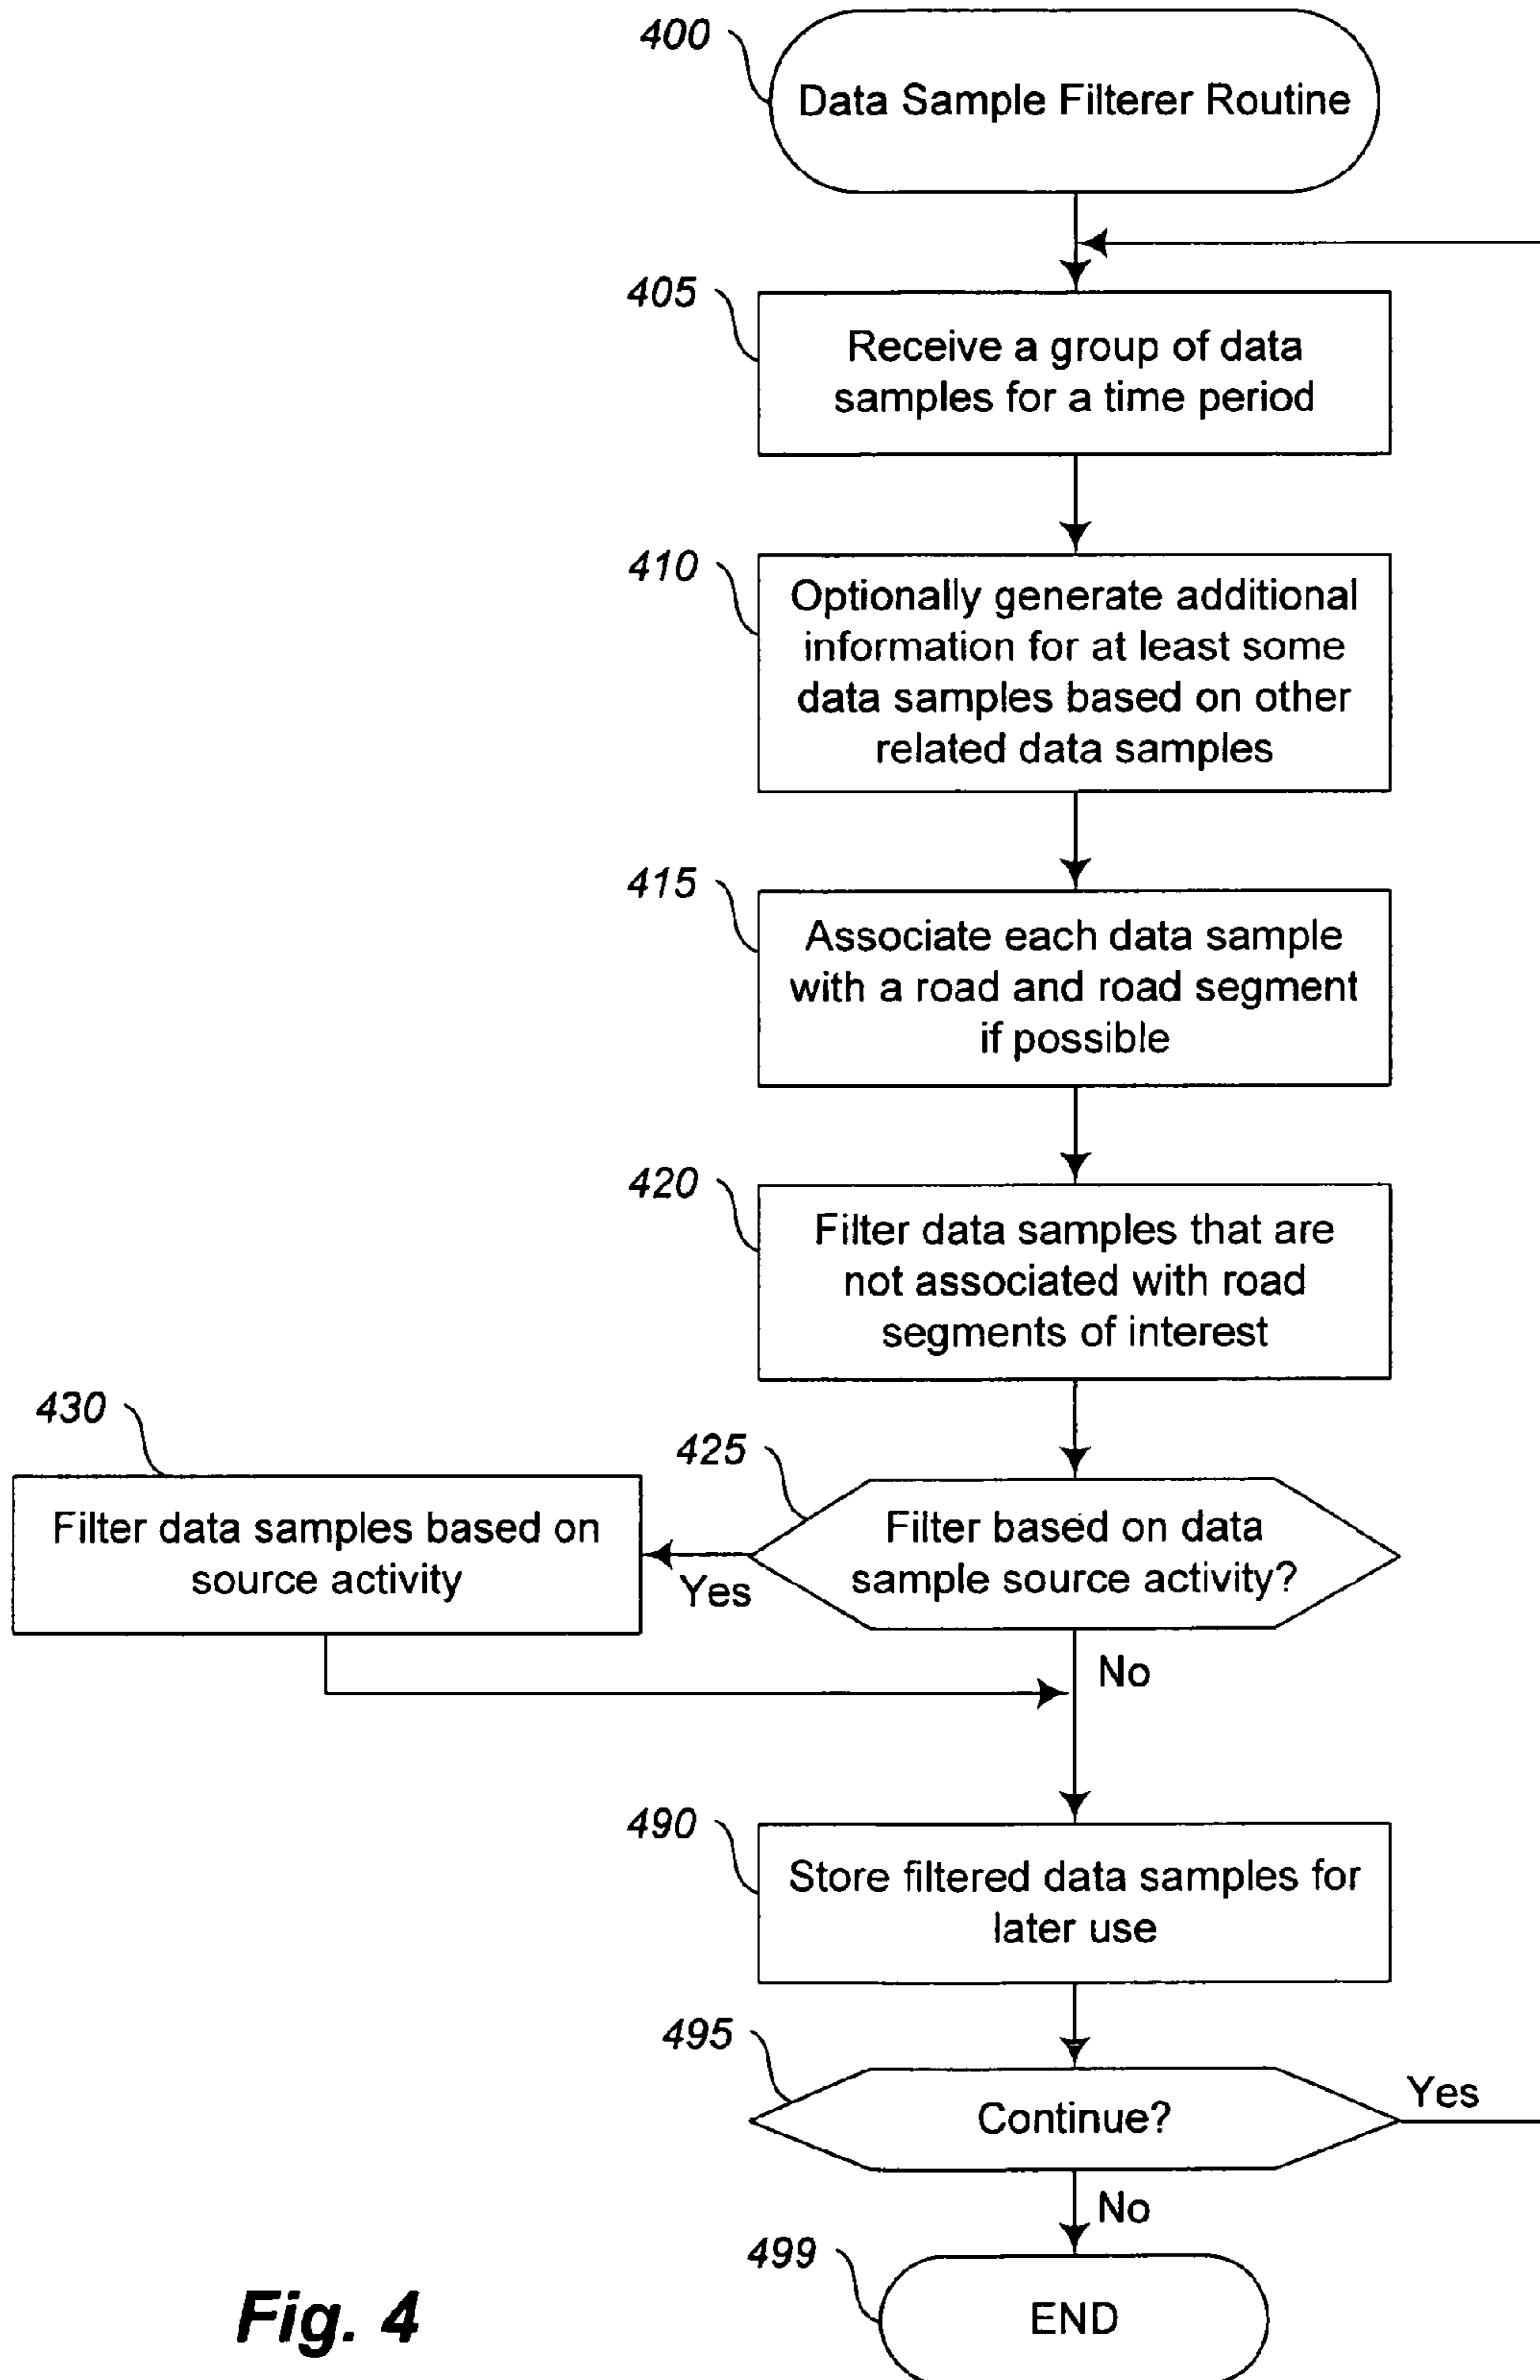 400
Data Sample Filterer Routine
405
Receive a group of data
samples for a time period
410
Optionally generate additional
information for at least some
data samples based on other
related data samples
415
Associate each data sample
with a road and road segment
if possible
420
Filter data samples that are
not associated with road
segments of interest
430
425
Filter data samples based on
source activity
Yes
Filter based on data
sample source activity?
No
490
Store filtered data samples for
later use
495
Continue?
Yes
No
499
END
Fig. 4